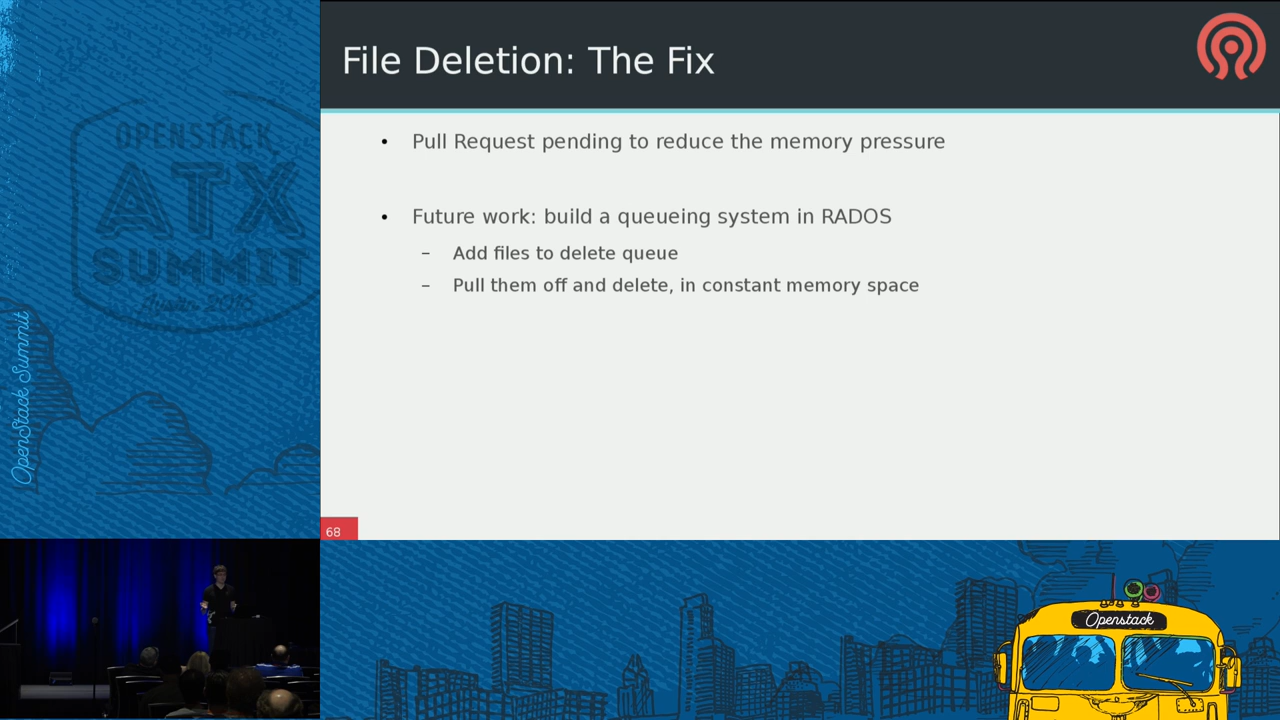 File Deletion: The Fix
• Pull Request pending to reduce the memory pressure
• Future work: build a queueing system in RADOS
– Add files to delete queue
– Pull them off and delete, in constant memory space
68
OPENSTACK
ATX
SUMMIT
Austin 2016
OpenStack Summit
Openstack